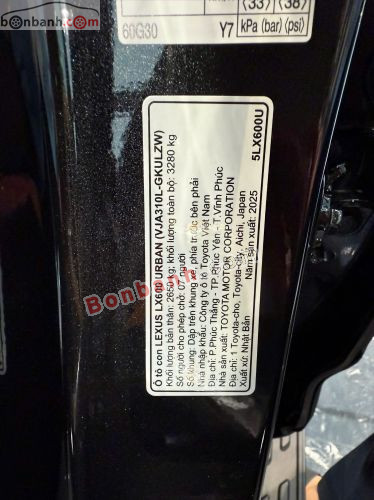 bonbanh.com
(33) (38)
60G30 Y7 kPa (bar) (psi)
Ô tô con LEXUS LX600 URBAN (VJA310L-GKULZW)
Khối lượng bản thân: 2650 kg; khối lượng toàn bộ: 3280 kg
Số người cho phép chở: 07 người
Số khung: Dập trên khung xe, phía trước bên phải
Nhà nhập khẩu: Công ty ô tô Toyota Việt Nam
Địa chỉ: P. Phúc Thắng - TP. Phúc Yên - T. Vĩnh Phúc
Nhà sản xuất: TOYOTA MOTOR CORPORATION
Địa chỉ: 1 Toyota-cho, Toyota-city, Aichi, Japan
Xuất xứ: Nhật Bản Năm sản xuất: 2025
5LX600U